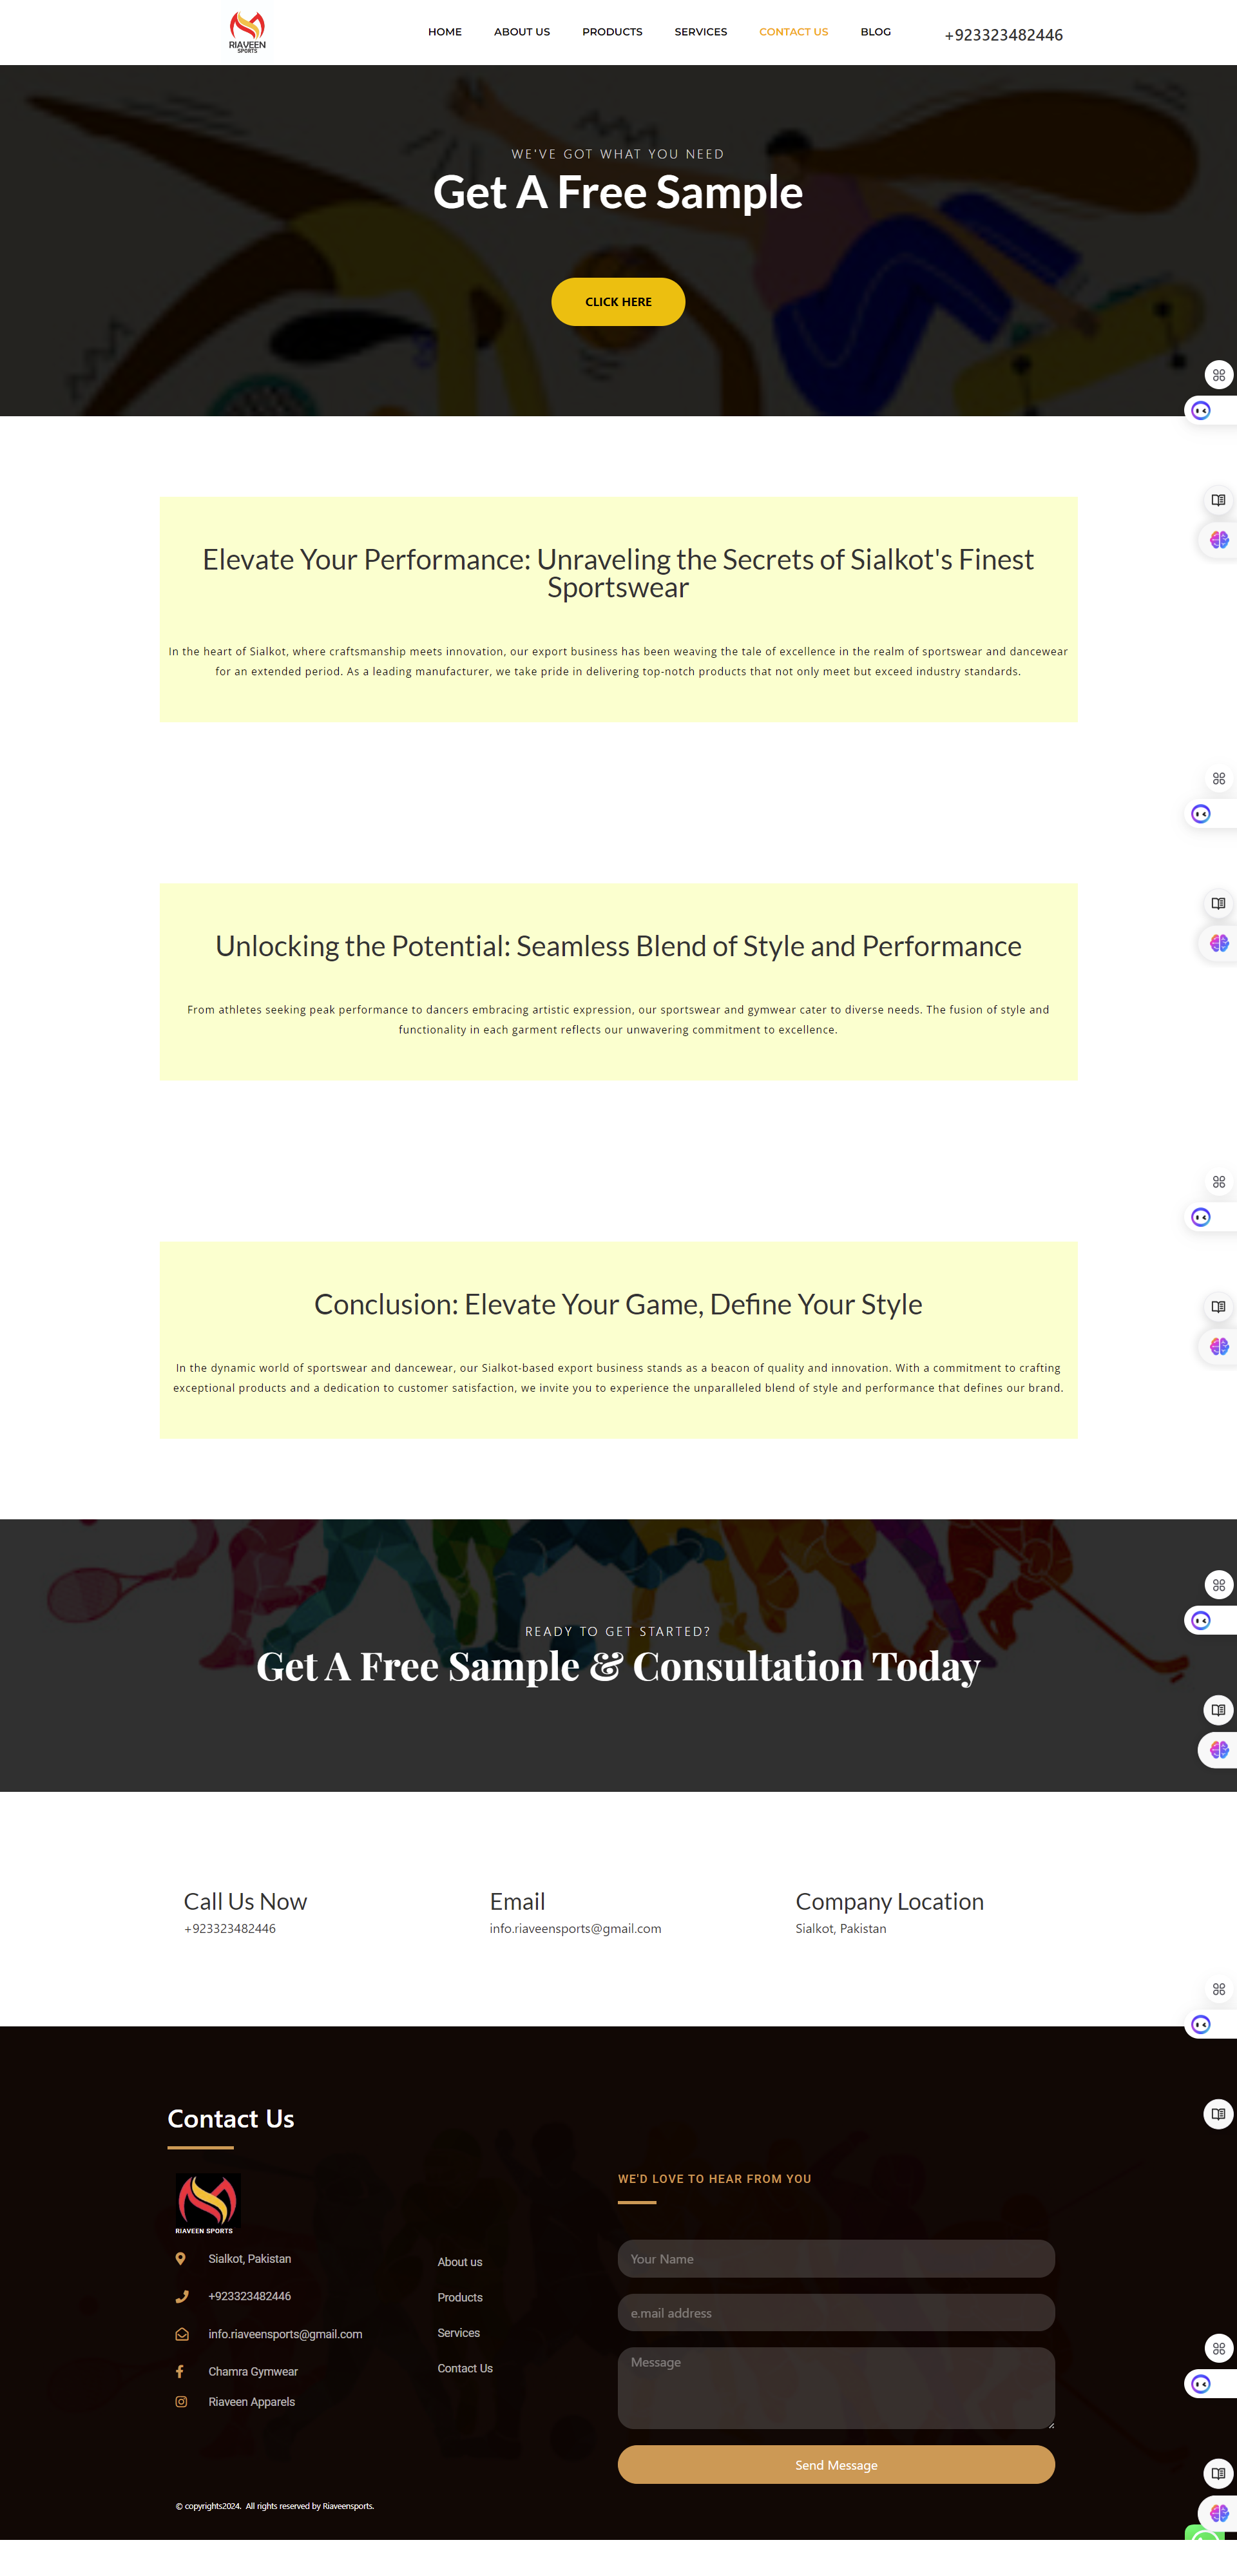 RIAVEEN
SPORTS
HOME ABOUT US PRODUCTS SERVICES CONTACT US BLOG +923323482446
WE'VE GOT WHAT YOU NEED
Get A Free Sample
CLICK HERE
Elevate Your Performance: Unraveling the Secrets of Sialkot's Finest
Sportswear
In the heart of Sialkot, where craftsmanship meets innovation, our export business has been weaving the tale of excellence in the realm of sportswear and dancewear
for an extended period. As a leading manufacturer, we take pride in delivering top-notch products that not only meet but exceed industry standards.
Unlocking the Potential: Seamless Blend of Style and Performance
From athletes seeking peak performance to dancers embracing artistic expression, our sportswear and gymwear cater to diverse needs. The fusion of style and
functionality in each garment reflects our unwavering commitment to excellence.
Conclusion: Elevate Your Game, Define Your Style
In the dynamic world of sportswear and dancewear, our Sialkot-based export business stands as a beacon of quality and innovation. With a commitment to crafting
exceptional products and a dedication to customer satisfaction, we invite you to experience the unparalleled blend of style and performance that defines our brand.
READY TO GET STARTED?
Get A Free Sample & Consultation Today
Call Us Now
+923323482446
Email
info.riaveensports@gmail.com
Company Location
Sialkot, Pakistan
Contact Us
RIAVEEN SPORTS
Sialkot, Pakistan
+923323482446
info.riaveensports@gmail.com
Chamra Gymwear
Riaveen Apparels
About us
Products
Services
Contact Us
WE'D LOVE TO HEAR FROM YOU
Your Name
e.mail address
Message
Send Message
© copyrights2024. All rights reserved by Riaveensports.